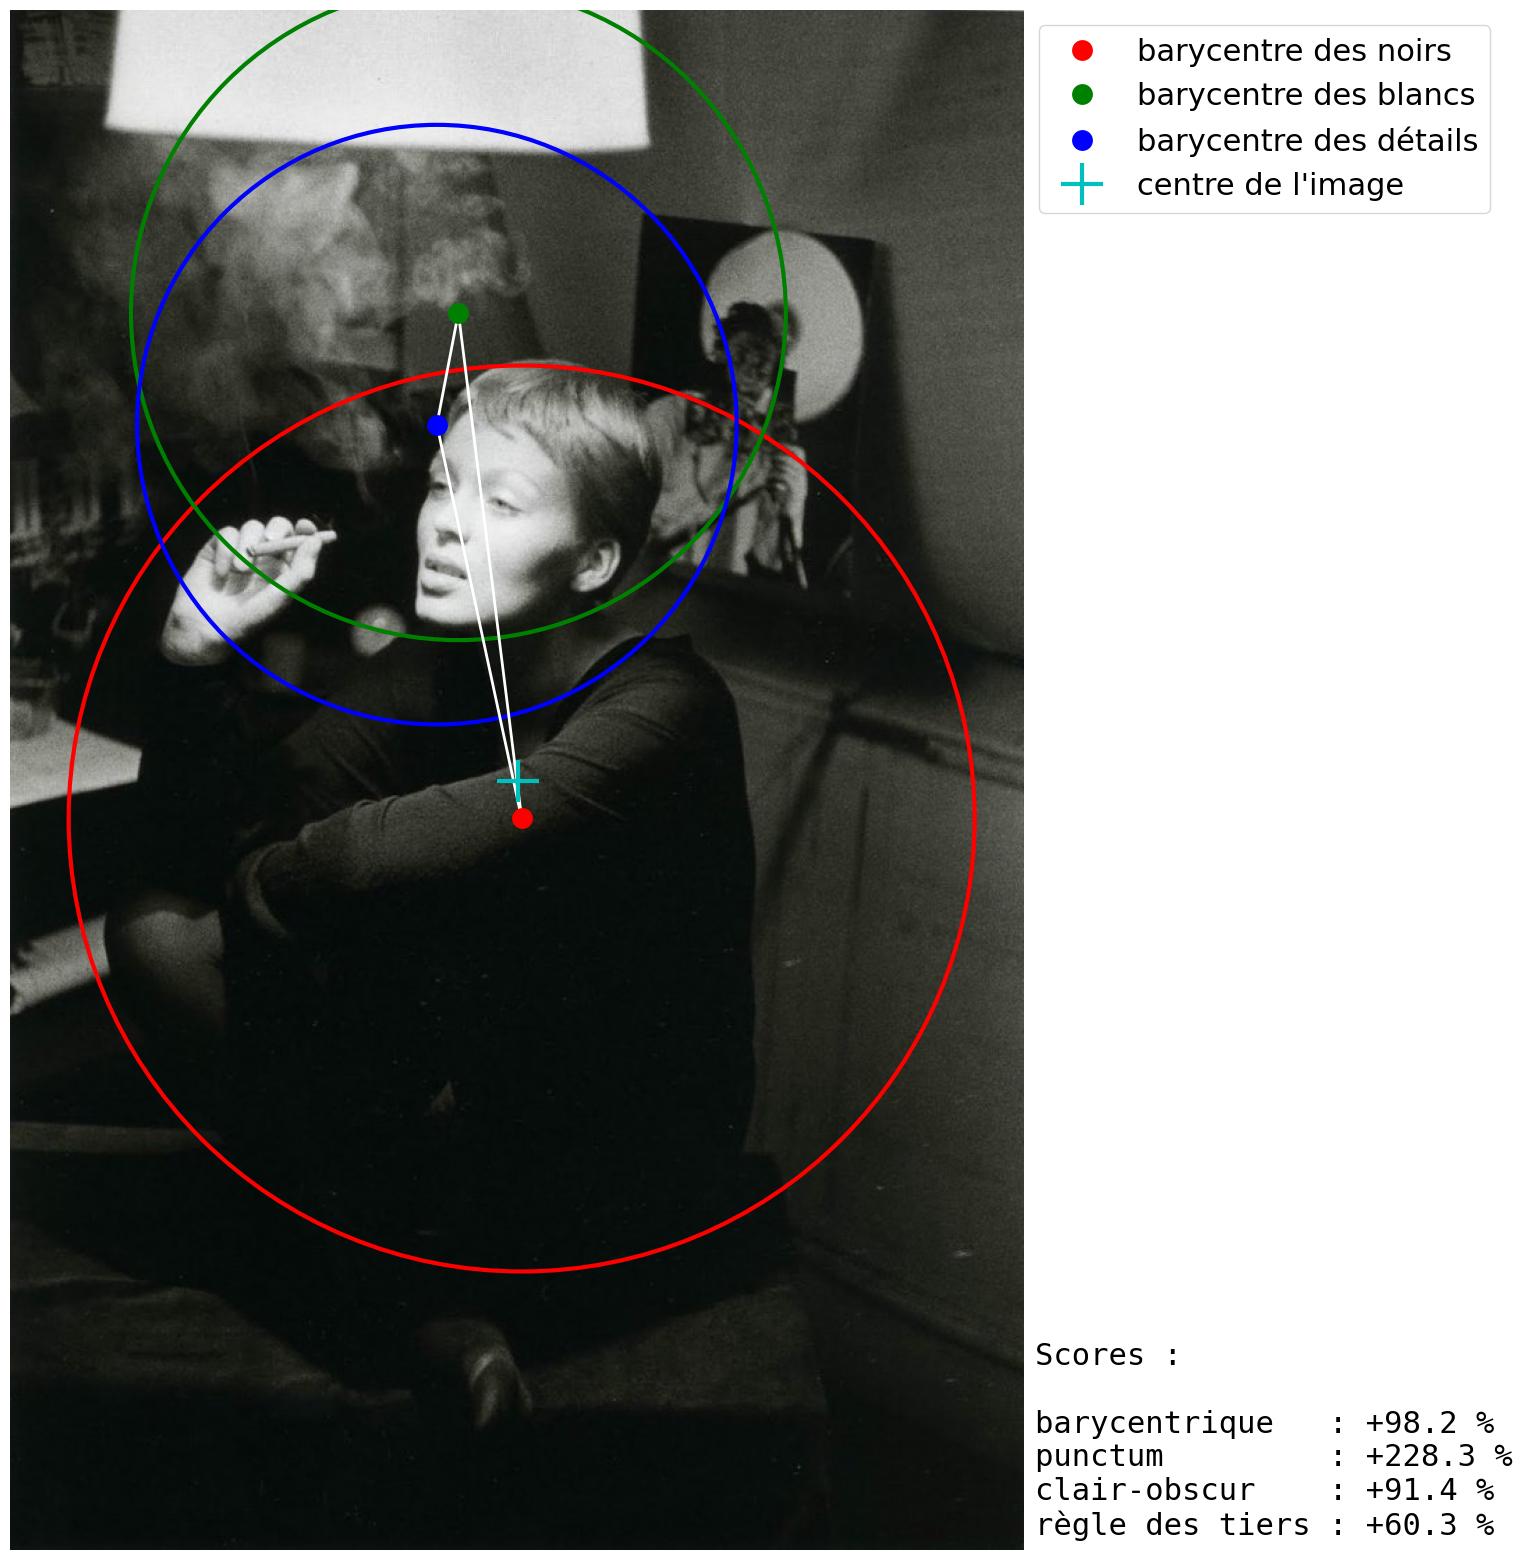 barycentre des noirs
barycentre des blancs
barycentre des détails
centre de l'image
Scores :
barycentrique : +98.2 %
punctum : +228.3 %
clair-obscur : +91.4 %
règle des tiers : +60.3 %